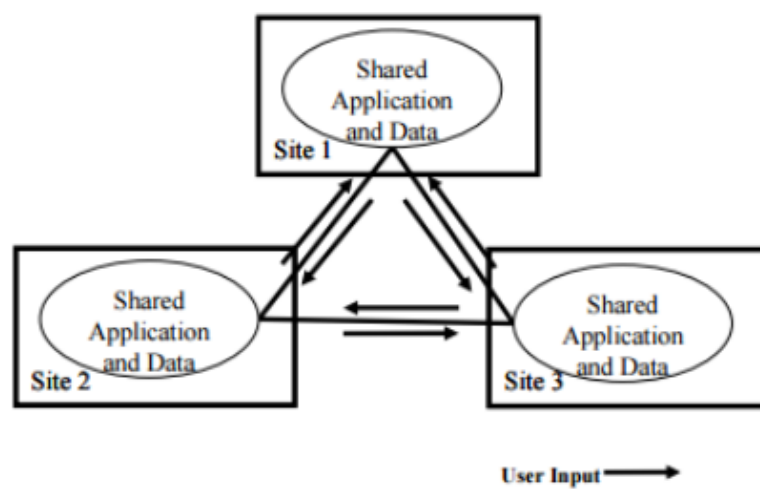 Shared
Application
and Data
Site 1
Shared
Application
and Data
Site 2
Shared
Application
and Data
Site 3
User Input